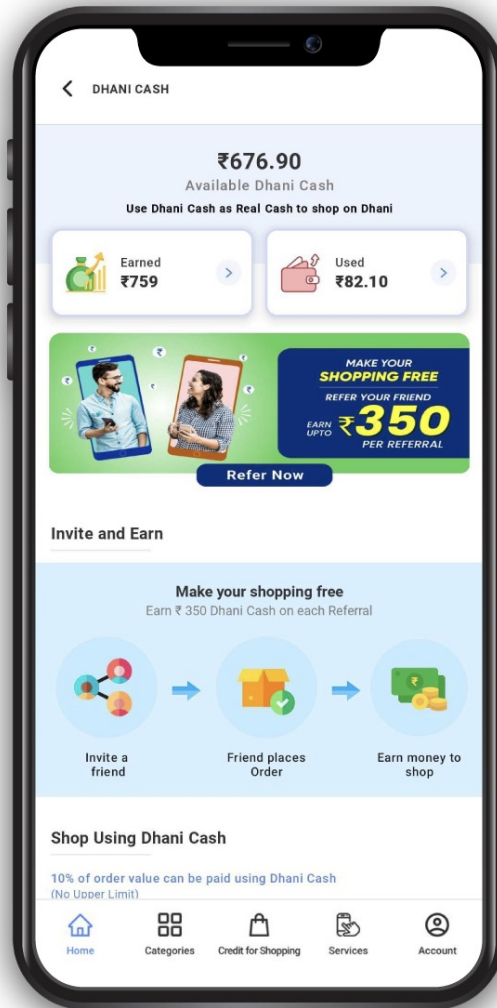 DHANI CASH
₹676.90
Available Dhani Cash
Use Dhani Cash as Real Cash to shop on Dhani
Earned
₹759
Used
₹82.10
MAKE YOUR
SHOPPING FREE
REFER YOUR FRIEND
EARN
UPTO ₹350
PER REFERRAL
Refer Now
Invite and Earn
Make your shopping free
Earn ₹ 350 Dhani Cash on each Referral
Invite a
friend
Friend places
Order
Earn money to
shop
Shop Using Dhani Cash
10% of order value can be paid using Dhani Cash
(No Upper Limit)
Home
Categories
Credit for Shopping
Services
Account